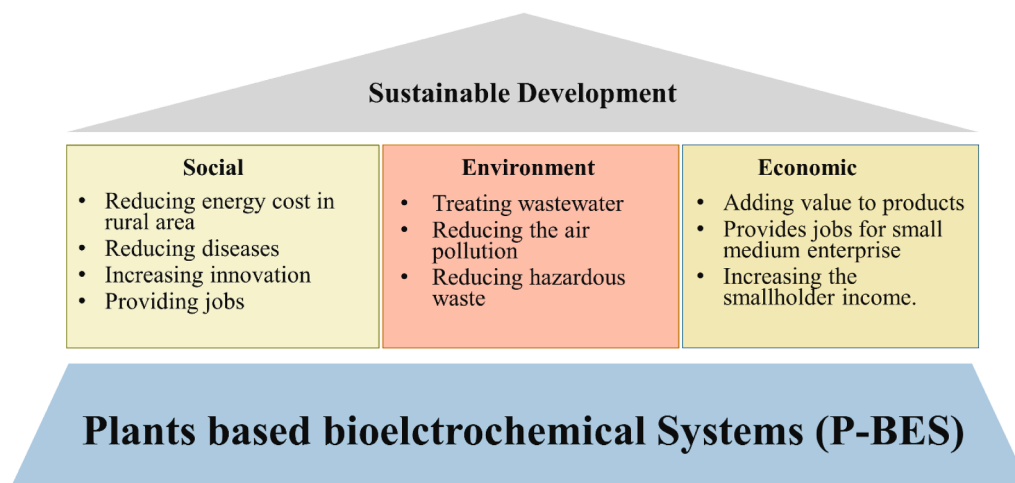 Sustainable Development
Social
• Reducing energy cost in
rural area
• Reducing diseases
• Increasing innovation
• Providing jobs
Environment
• Treating wastewater
• Reducing the air
pollution
• Reducing hazardous
waste
Economic
• Adding value to products
• Provides jobs for small
medium enterprise
• Increasing the
smallholder income.
Plants based bioelctrochemical Systems (P-BES)